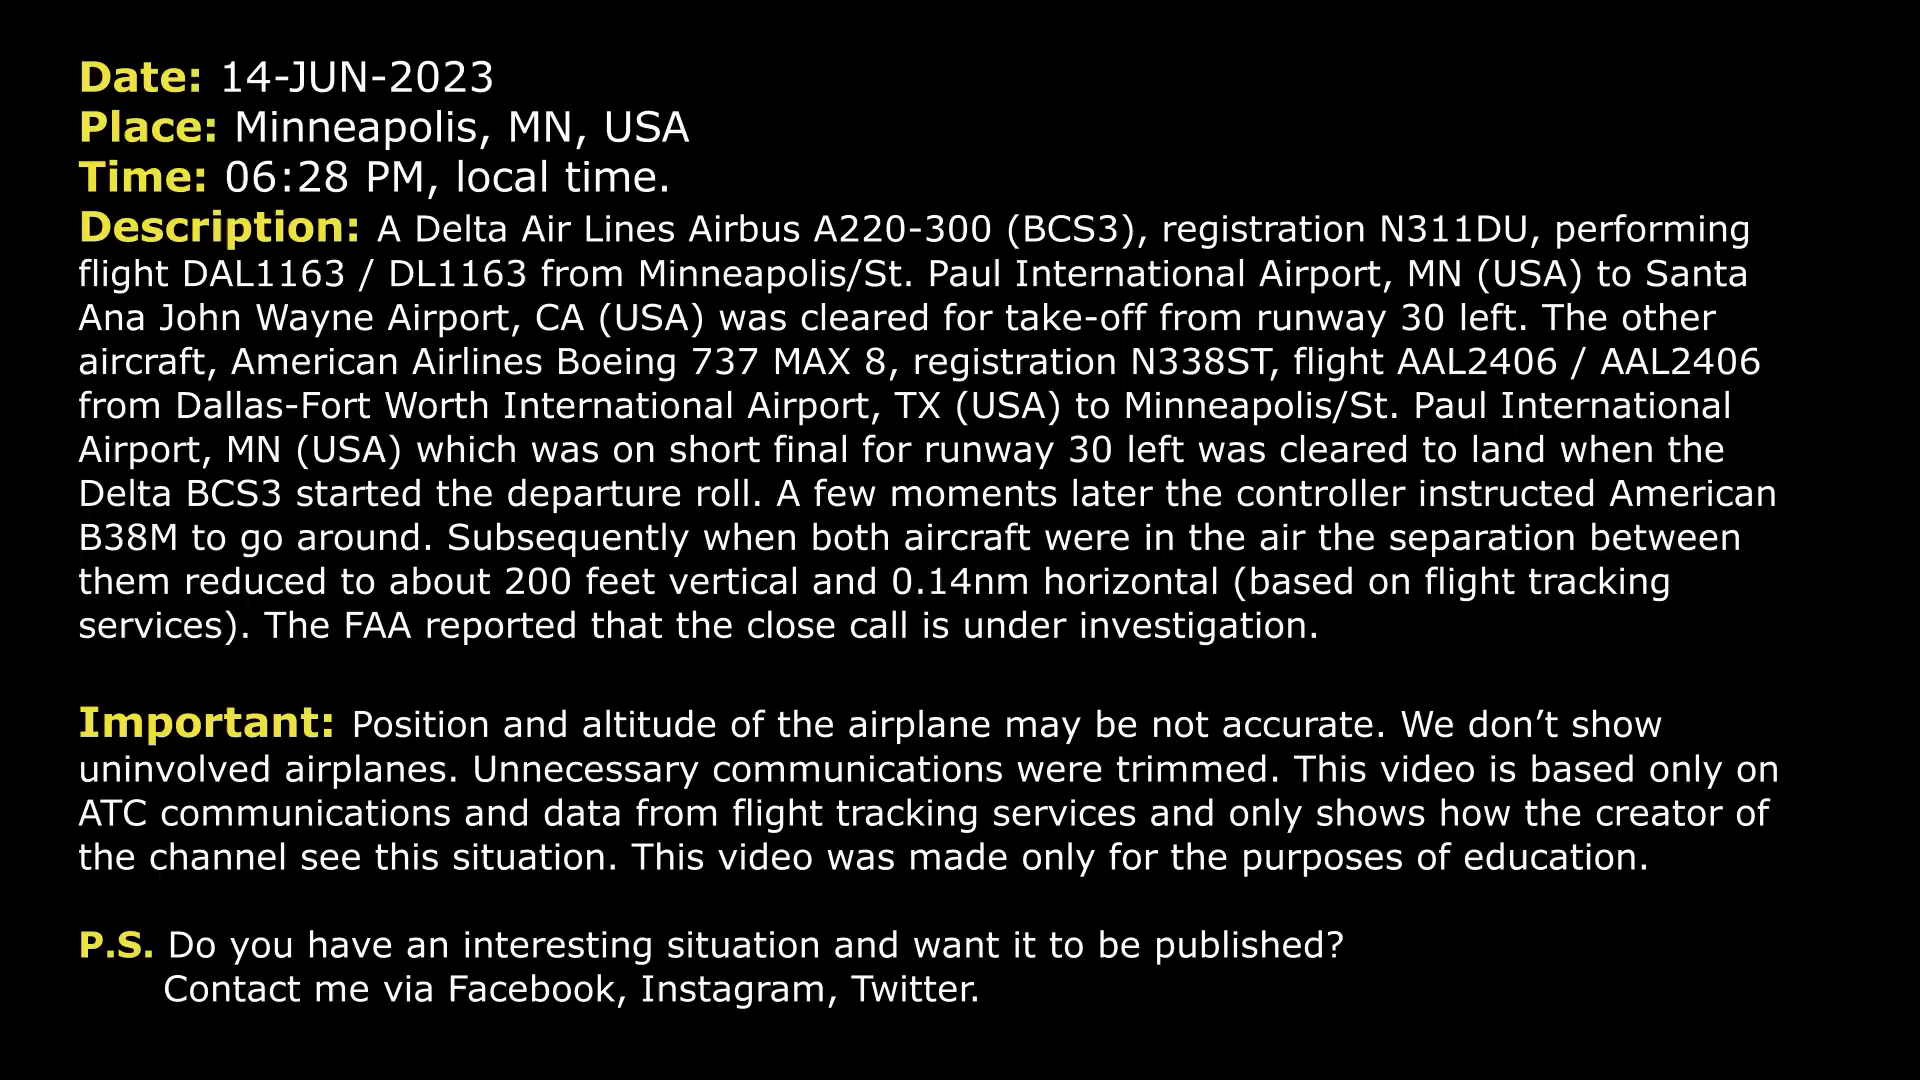 Date: 14-JUN-2023
Place: Minneapolis, MN, USA
Time: 06:28 PM, local time.
Description: A Delta Air Lines Airbus A220-300 (BCS3), registration N311DU, performing
flight DAL1163 / DL1163 from Minneapolis/St. Paul International Airport, MN (USA) to Santa
Ana John Wayne Airport, CA (USA) was cleared for take-off from runway 30 left. The other
aircraft, American Airlines Boeing 737 MAX 8, registration N338ST, flight AAL2406 / AAL2406
from Dallas-Fort Worth International Airport, TX (USA) to Minneapolis/St. Paul International
Airport, MN (USA) which was on short final for runway 30 left was cleared to land when the
Delta BCS3 started the departure roll. A few moments later the controller instructed American
B38M to go around. Subsequently when both aircraft were in the air the separation between
them reduced to about 200 feet vertical and 0.14nm horizontal (based on flight tracking
services). The FAA reported that the close call is under investigation.
Important: Position and altitude of the airplane may be not accurate. We don’t show
uninvolved airplanes. Unnecessary communications were trimmed. This video is based only on
ATC communications and data from flight tracking services and only shows how the creator of
the channel see this situation. This video was made only for the purposes of education.
P.S. Do you have an interesting situation and want it to be published?
Contact me via Facebook, Instagram, Twitter.